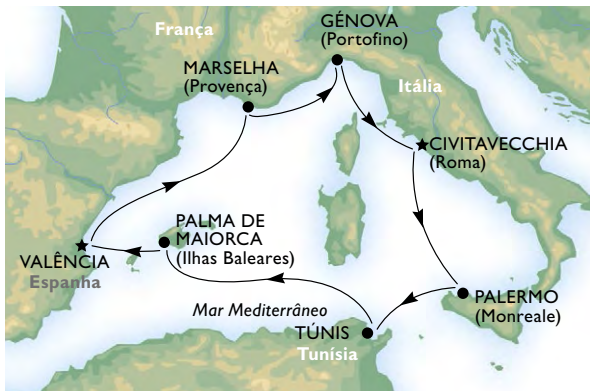 França
GÉNOVA
(Portofino)
MARSELHA
(Provença)
Itália
CIVITAVECCHIA
(Roma)
PALMA DE
MAIORCA
(Ilhas Baleares)
VALÊNCIA
Espanha
PALERMO
(Monreale)
Mar Mediterrâneo
TÚNIS
Tunísia